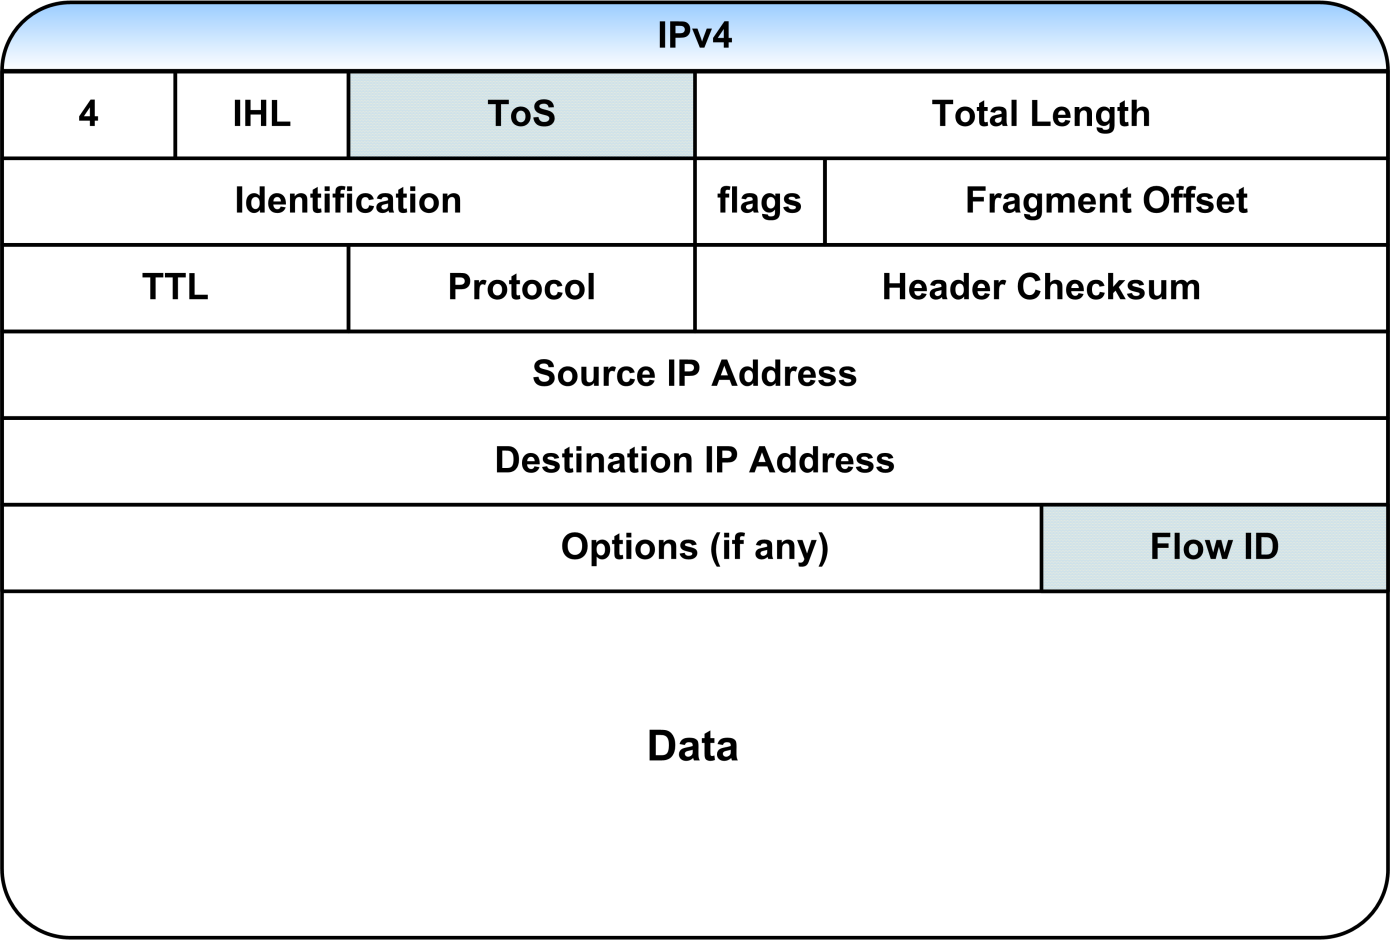 IPv4
4 IHL ToS Total Length
Identification flags Fragment Offset
TTL Protocol Header Checksum
Source IP Address
Destination IP Address
Options (if any) Flow ID
Data